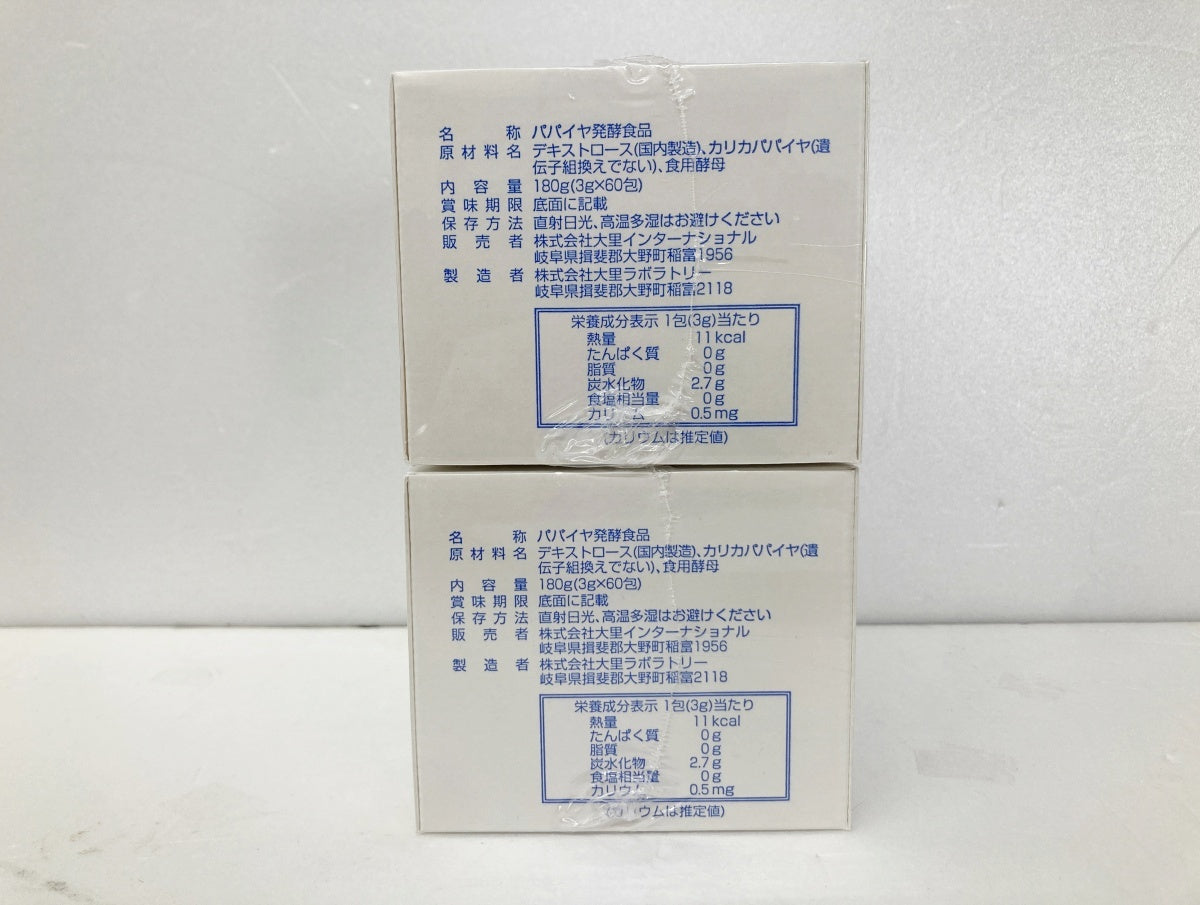 名称 パパイヤ発酵食品
原材料名 デキストロース(国内製造)、カリカパパイヤ(遺
伝子組換えでない)、食用酵母
内容量 180g(3g×60包)
賞味期限 底面に記載
保存方法 直射日光、高温多湿はお避けください
販売者 株式会社大里インターナショナル
岐阜県揖斐郡大野町稲富1956
製造者 株式会社大里ラボラトリー
岐阜県揖斐郡大野町稲富2118
栄養成分表示 1包(3g)当たり
熱量 11kcal
たんぱく質 0g
脂質 0g
炭水化物 2.7g
食塩相当量 0g
カリウム 0.5mg
(カリウムは推定値)
名称 パパイヤ発酵食品
原材料名 デキストロース(国内製造)、カリカパパイヤ(遺
伝子組換えでない)、食用酵母
内容量 180g(3g×60包)
賞味期限 底面に記載
保存方法 直射日光、高温多湿はお避けください
販売者 株式会社大里インターナショナル
岐阜県揖斐郡大野町稲富1956
製造者 株式会社大里ラボラトリー
岐阜県揖斐郡大野町稲富2118
栄養成分表示 1包(3g)当たり
熱量 11kcal
たんぱく質 0g
脂質 0g
炭水化物 2.7g
食塩相当量 0g
カリウム 0.5mg
(カリウムは推定値)